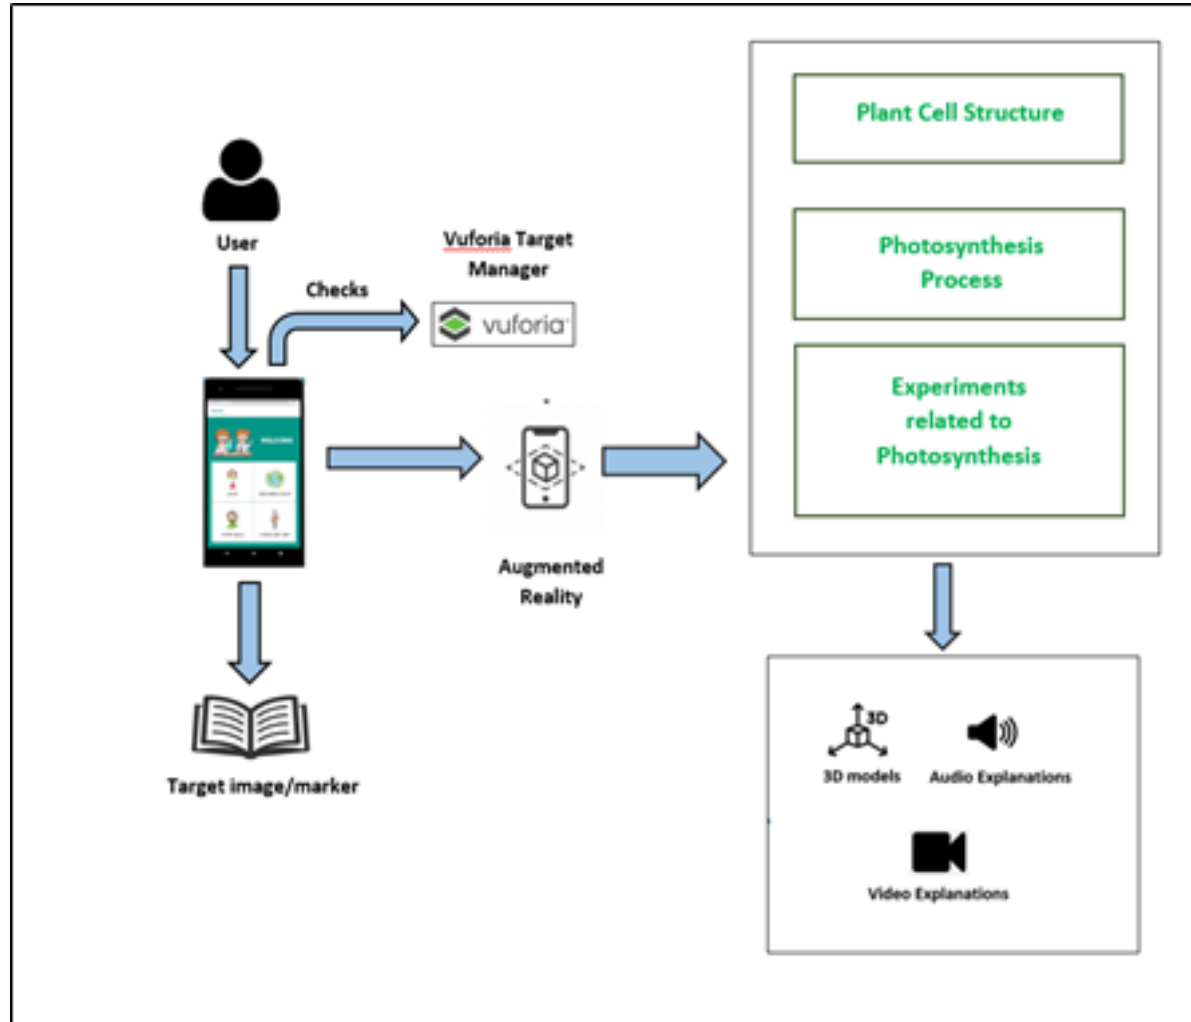 User
Checks
Vuforia Target
Manager
vuforia
WELCOME
Augmented
Reality
Target image/marker
Plant Cell Structure
Photosynthesis
Process
Experiments
related to
Photosynthesis
3D
3D models
Audio Explanations
Video Explanations